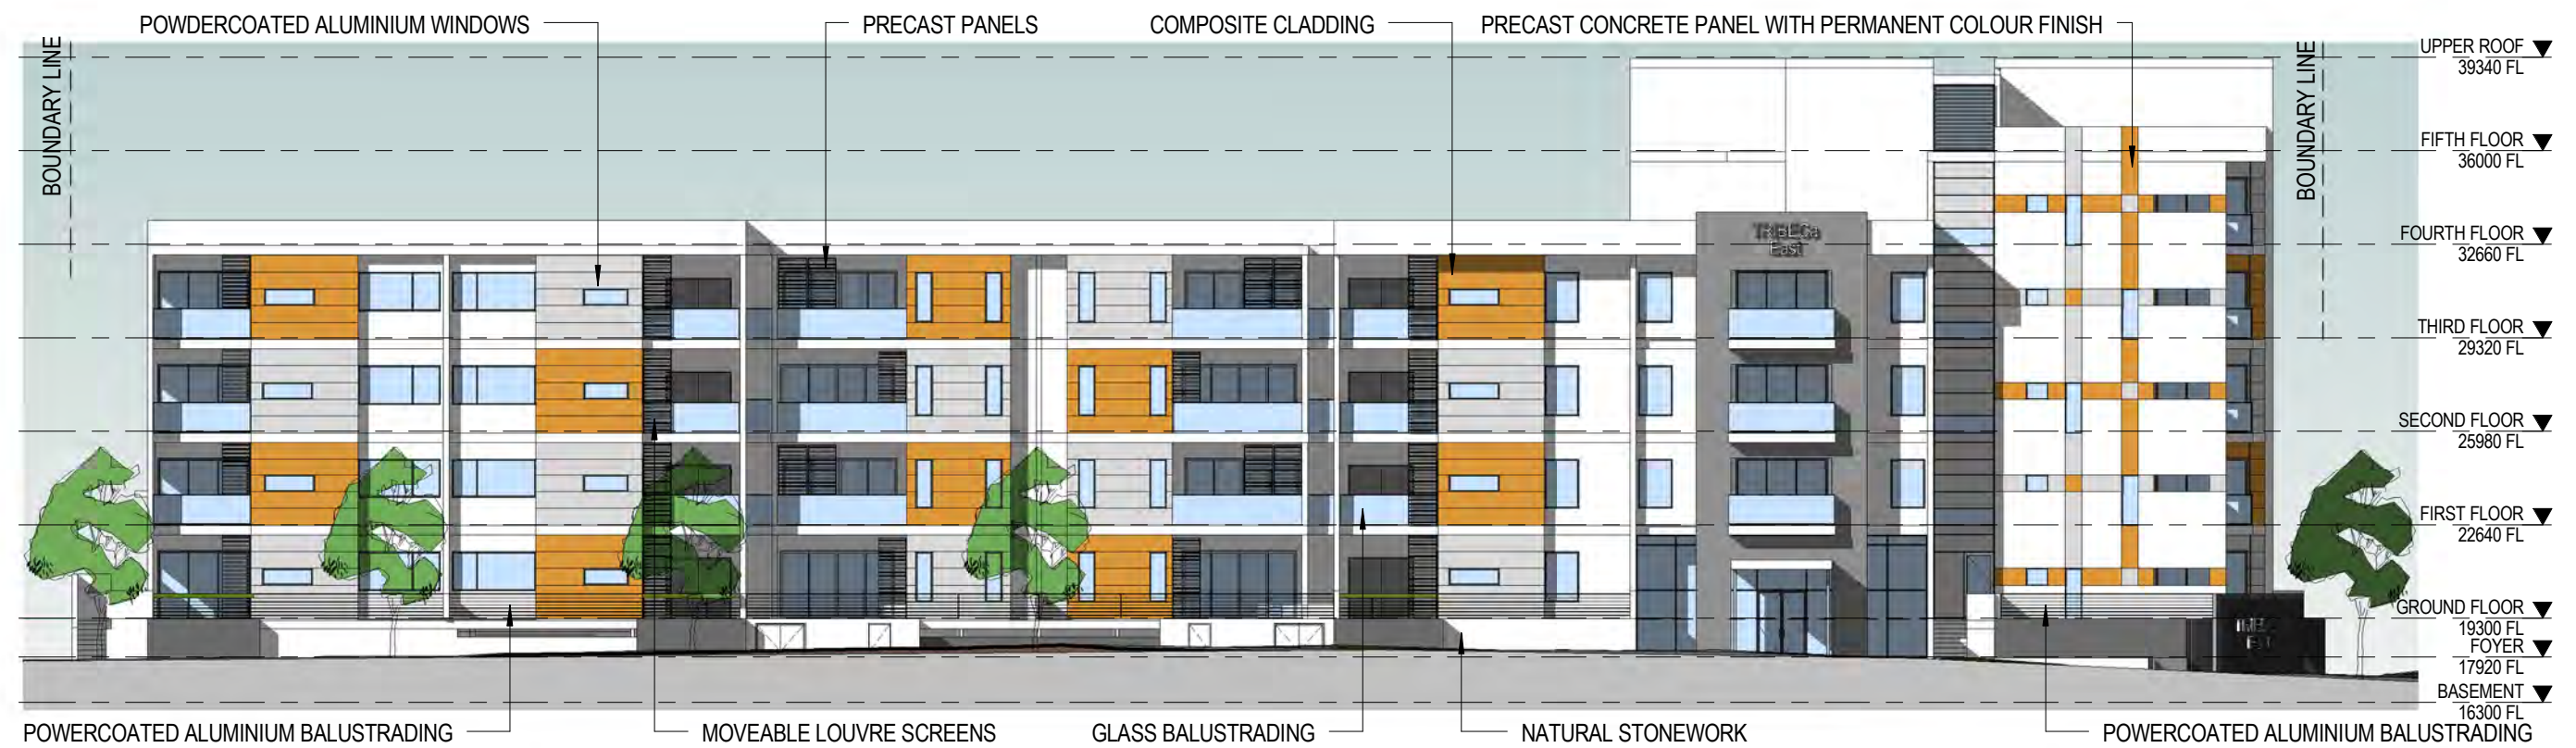 POWDERCOATED ALUMINIUM WINDOWS
PRECAST PANELS
COMPOSITE CLADDING
PRECAST CONCRETE PANEL WITH PERMANENT COLOUR FINISH
BOUNDARY LINE
BOUNDARY LINE
UPPER ROOF
39340 FL
FIFTH FLOOR
36000 FL
TRIBECa
East
FOURTH FLOOR
32660 FL
THIRD FLOOR
29320 FL
SECOND FLOOR
25980 FL
FIRST FLOOR
22640 FL
GROUND FLOOR
19300 FL
FOYER
17920 FL
BASEMENT
16300 FL
POWERCOATED ALUMINIUM BALUSTRADING
MOVEABLE LOUVRE SCREENS
GLASS BALUSTRADING
NATURAL STONEWORK
POWERCOATED ALUMINIUM BALUSTRADING